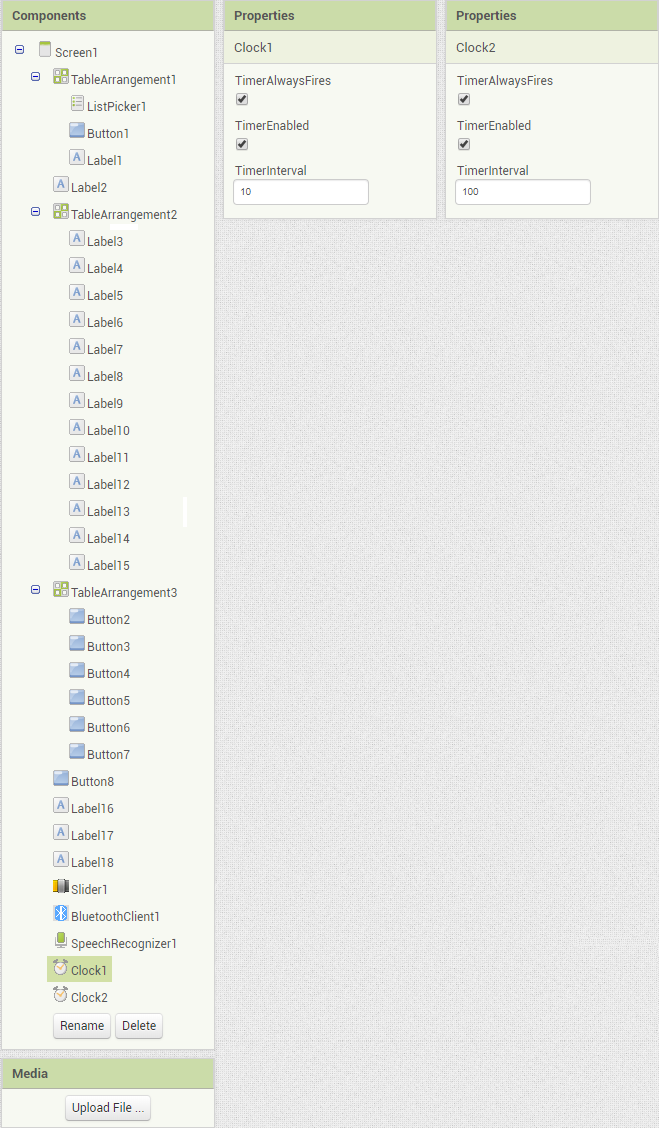 Components
Screen1
TableArrangement1
ListPicker1
Button1
Label1
Label2
TableArrangement2
Label3
Label4
Label5
Label6
Label7
Label8
Label9
Label10
Label11
Label12
Label13
Label14
Label15
TableArrangement3
Button2
Button3
Button4
Button5
Button6
Button7
Button8
Label16
Label17
Label18
Slider1
BluetoothClient1
SpeechRecognizer1
Clock1
Clock2
Rename Delete
Media
Upload File ...
Properties
Clock1
TimerAlwaysFires
TimerEnabled
TimerInterval
10
Properties
Clock2
TimerAlwaysFires
TimerEnabled
TimerInterval
100